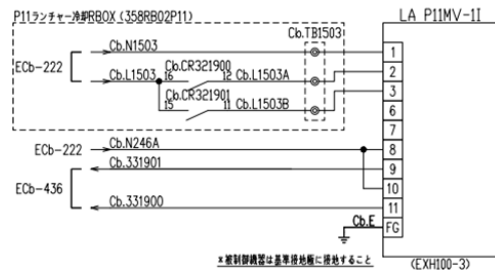 P11ランチャー冷却RBOX (358RB02P11)
LA P11MV-1I
Cb.TB1503
Cb.N1503
1
Cb.CR321900
ECb-222
Cb.L1503
16
12
Cb.L1503A
2
Cb.CR321901
3
15
11
Cb.L1503B
6
7
ECb-222
Cb.N246A
8
Cb.331901
9
ECb-436
10
Cb.331900
11
Cb.E
FG
*被制御機器は基準接地極に接地すること
(EXH100-3)